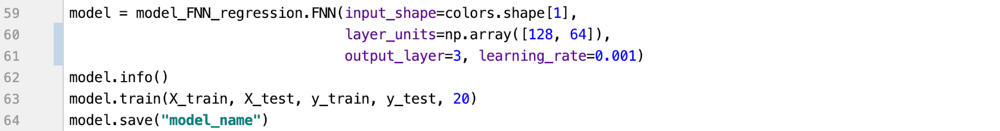 59 model = model_FNN_regression.FNN(input_shape=colors.shape[1],
60 layer_units=np.array([128, 64]),
61 output_layer=3, learning_rate=0.001)
62 model.info()
63 model.train(X_train, X_test, y_train, y_test, 20)
64 model.save("model_name")